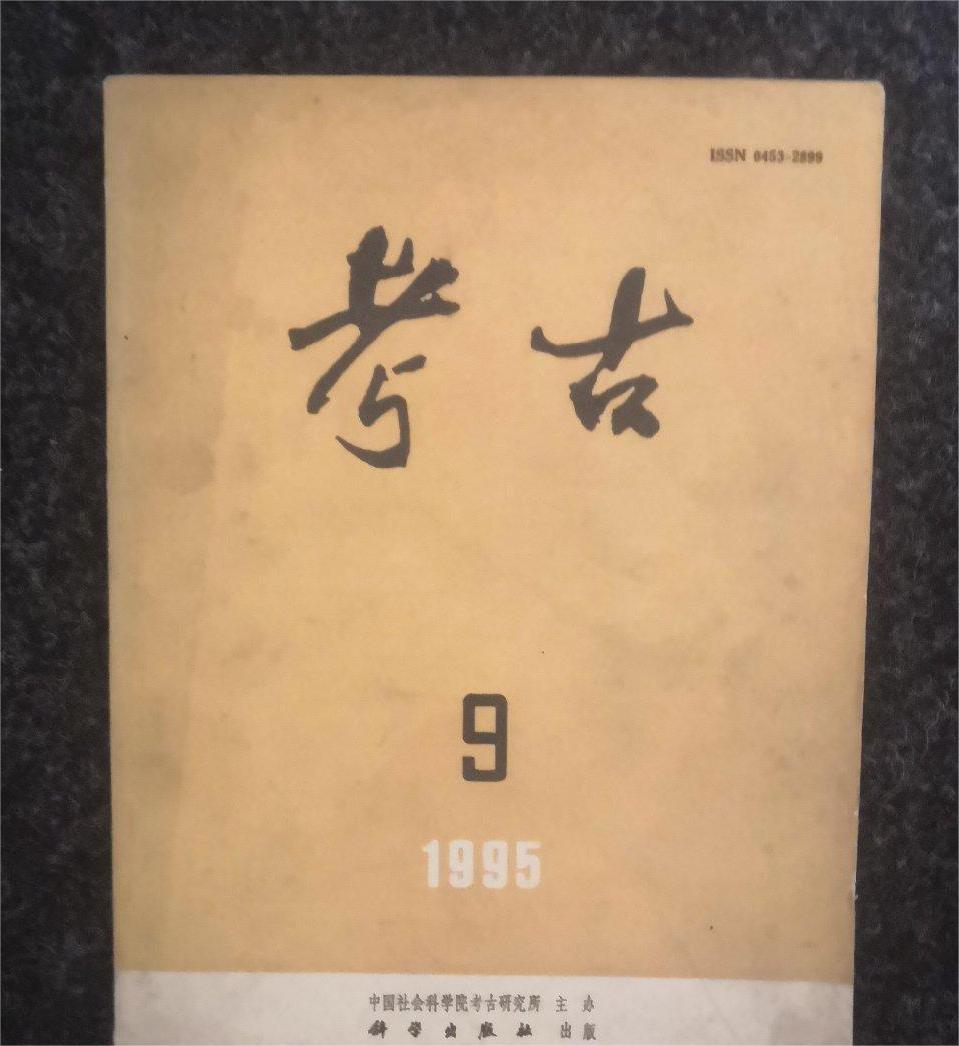 ISSN 0453-2899
考古
9
1995
中国社会科学院考古研究所 主 办
科学出版社 出版